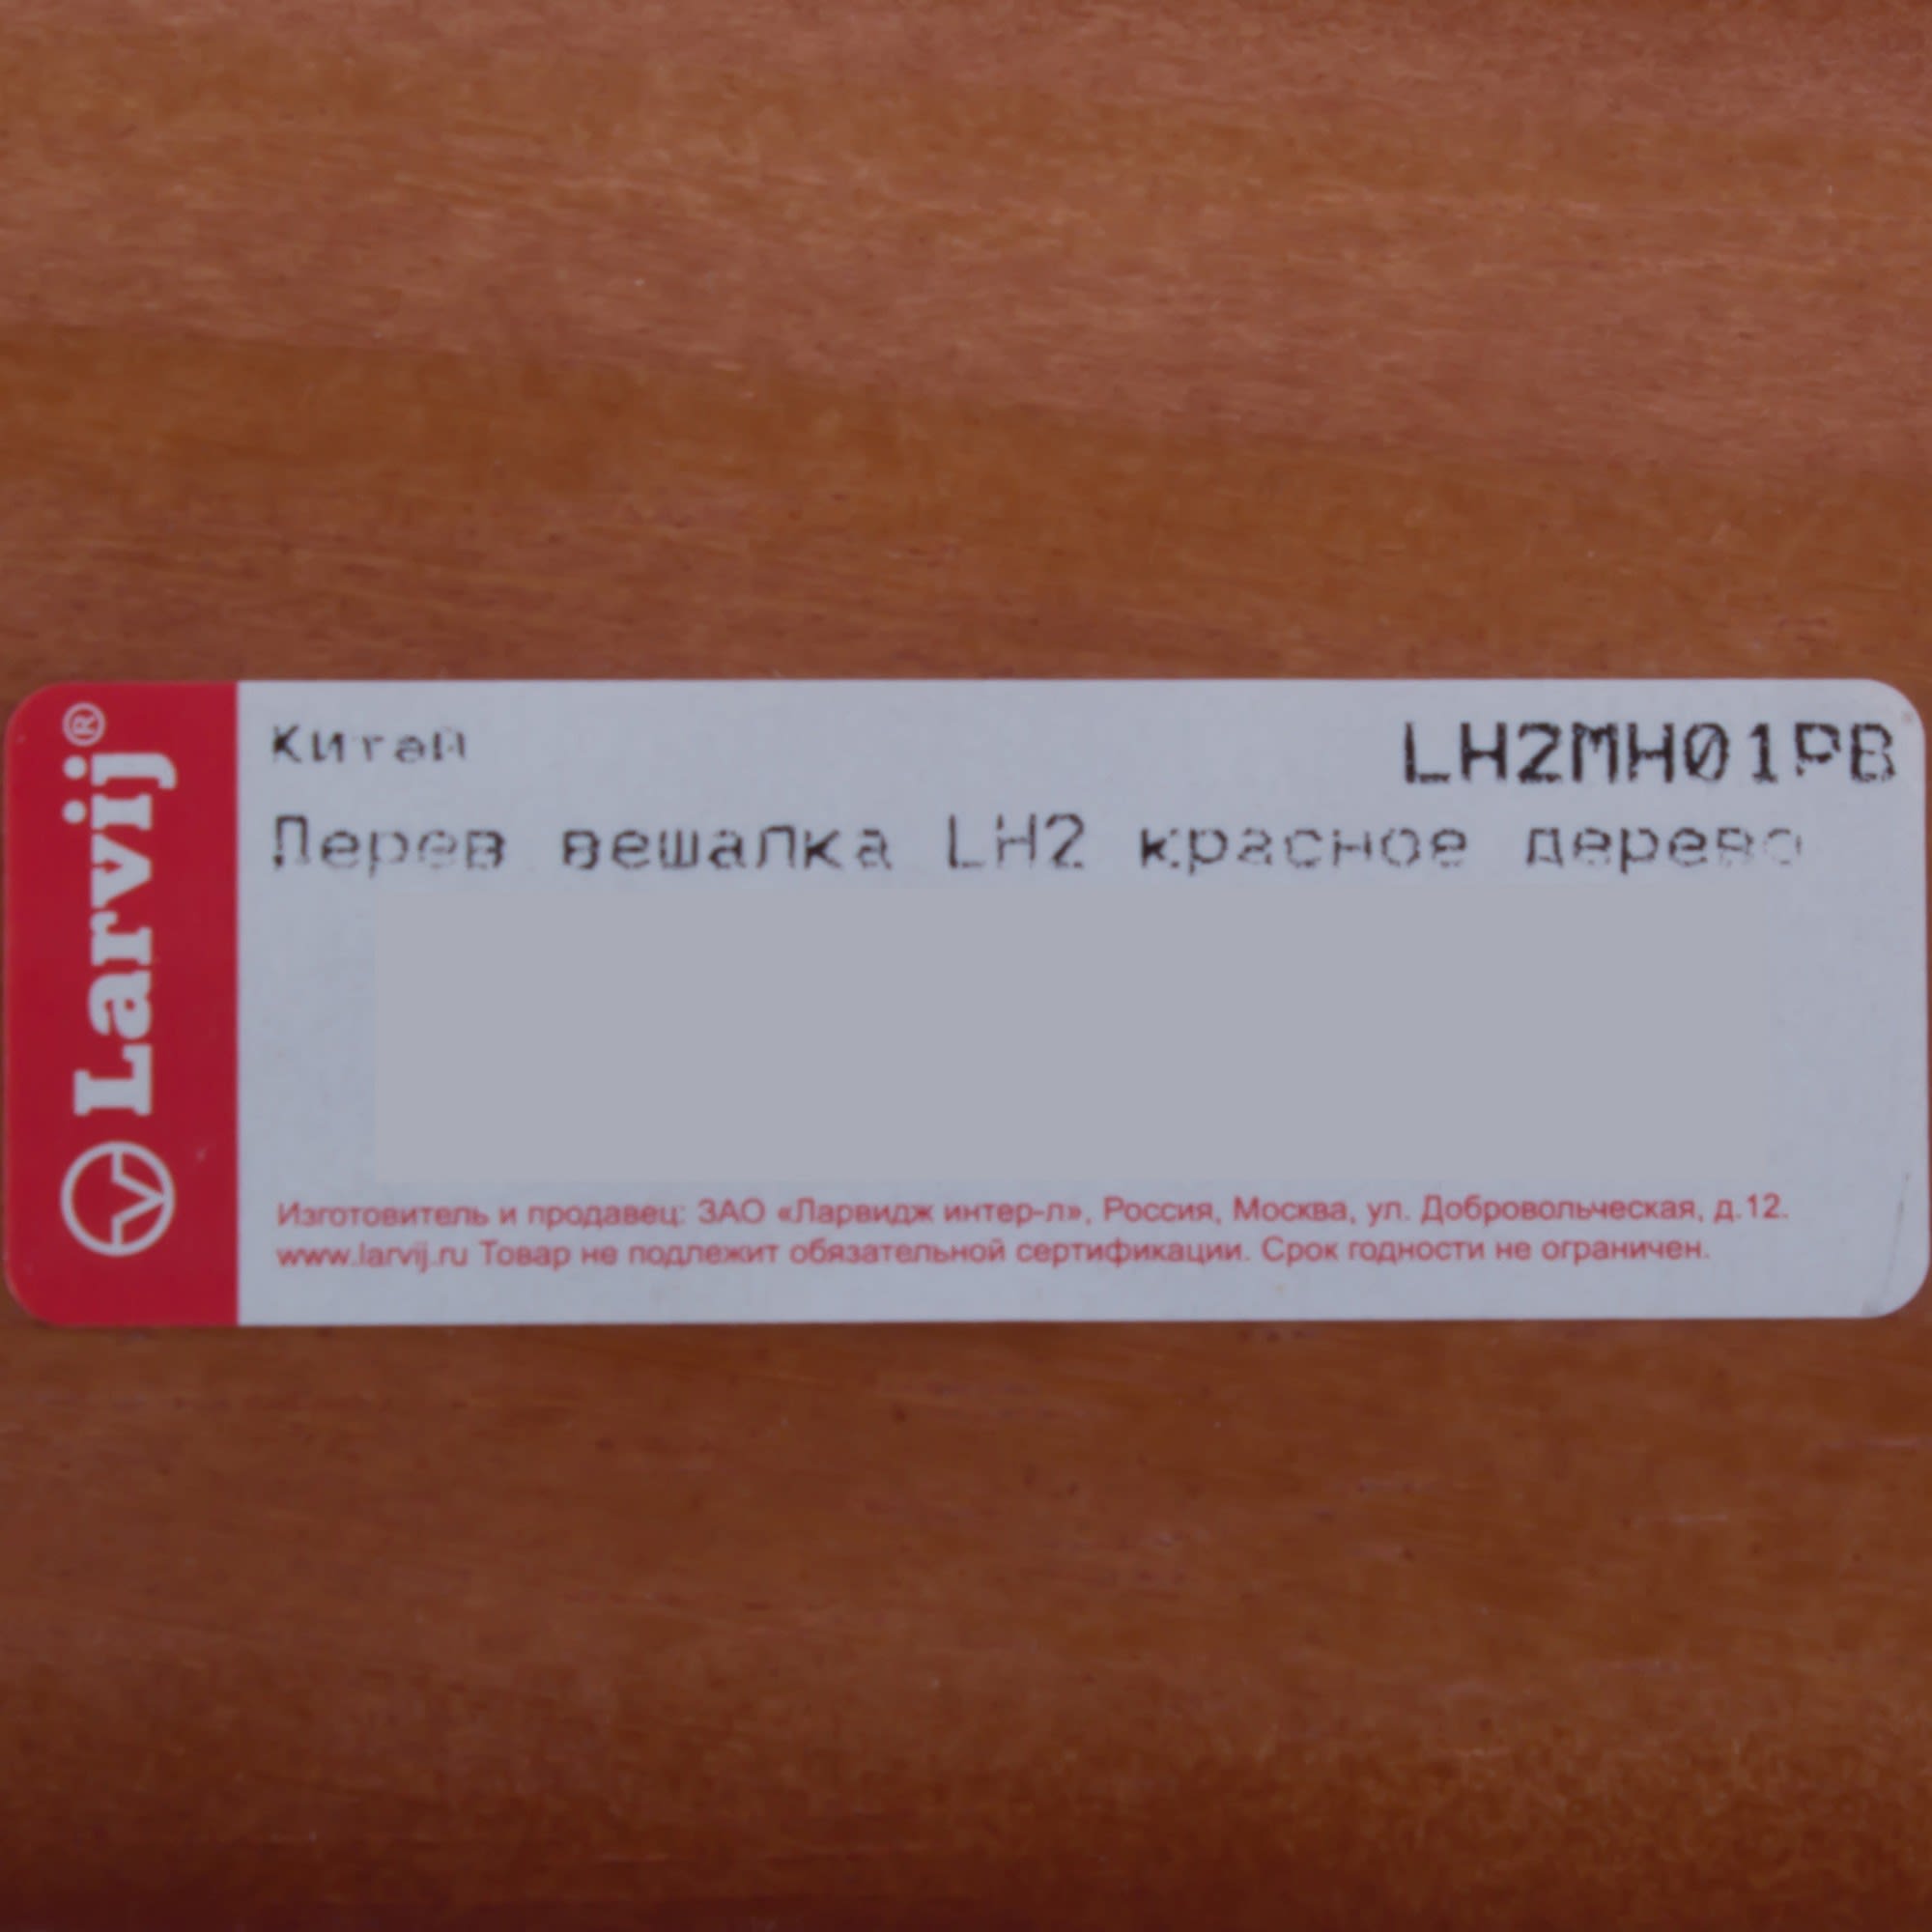 Larvij®
Китай
LH2MH01PB
Дерев вешалка LH2 красное дерево
Изготовитель и продавец: ЗАО «Ларвидж интер-л», Россия, Москва, ул. Добровольческая, д.12.
www.larvij.ru Товар не подлежит обязательной сертификации. Срок годности не ограничен.